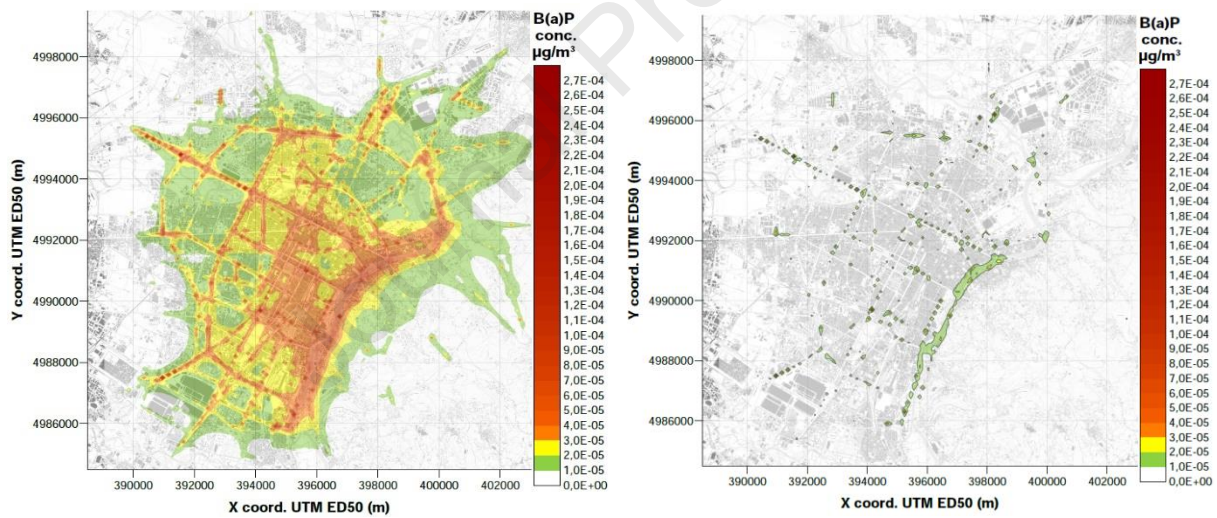 B(a)P
conc.
µg/m³
4998000
4996000
4994000
4992000
4990000
4988000
4986000
Y coord. UTM ED50 (m)
2,7E-04
2,6E-04
2,5E-04
2,4E-04
2,3E-04
2,2E-04
2,1E-04
2,0E-04
1,9E-04
1,8E-04
1,7E-04
1,6E-04
1,5E-04
1,4E-04
1,3E-04
1,2E-04
1,1E-04
1,0E-04
9,0E-05
8,0E-05
7,0E-05
6,0E-05
5,0E-05
4,0E-05
3,0E-05
2,0E-05
1,0E-05
0,0E+00
390000 392000 394000 396000 398000 400000 402000
X coord. UTM ED50 (m)
B(a)P
conc.
µg/m³
4998000
4996000
4994000
4992000
4990000
4988000
4986000
Y coord. UTM ED50 (m)
2,7E-04
2,6E-04
2,5E-04
2,4E-04
2,3E-04
2,2E-04
2,1E-04
2,0E-04
1,9E-04
1,8E-04
1,7E-04
1,6E-04
1,5E-04
1,4E-04
1,3E-04
1,2E-04
1,1E-04
1,0E-04
9,0E-05
8,0E-05
7,0E-05
6,0E-05
5,0E-05
4,0E-05
3,0E-05
2,0E-05
1,0E-05
0,0E+00
390000 392000 394000 396000 398000 400000 402000
X coord. UTM ED50 (m)